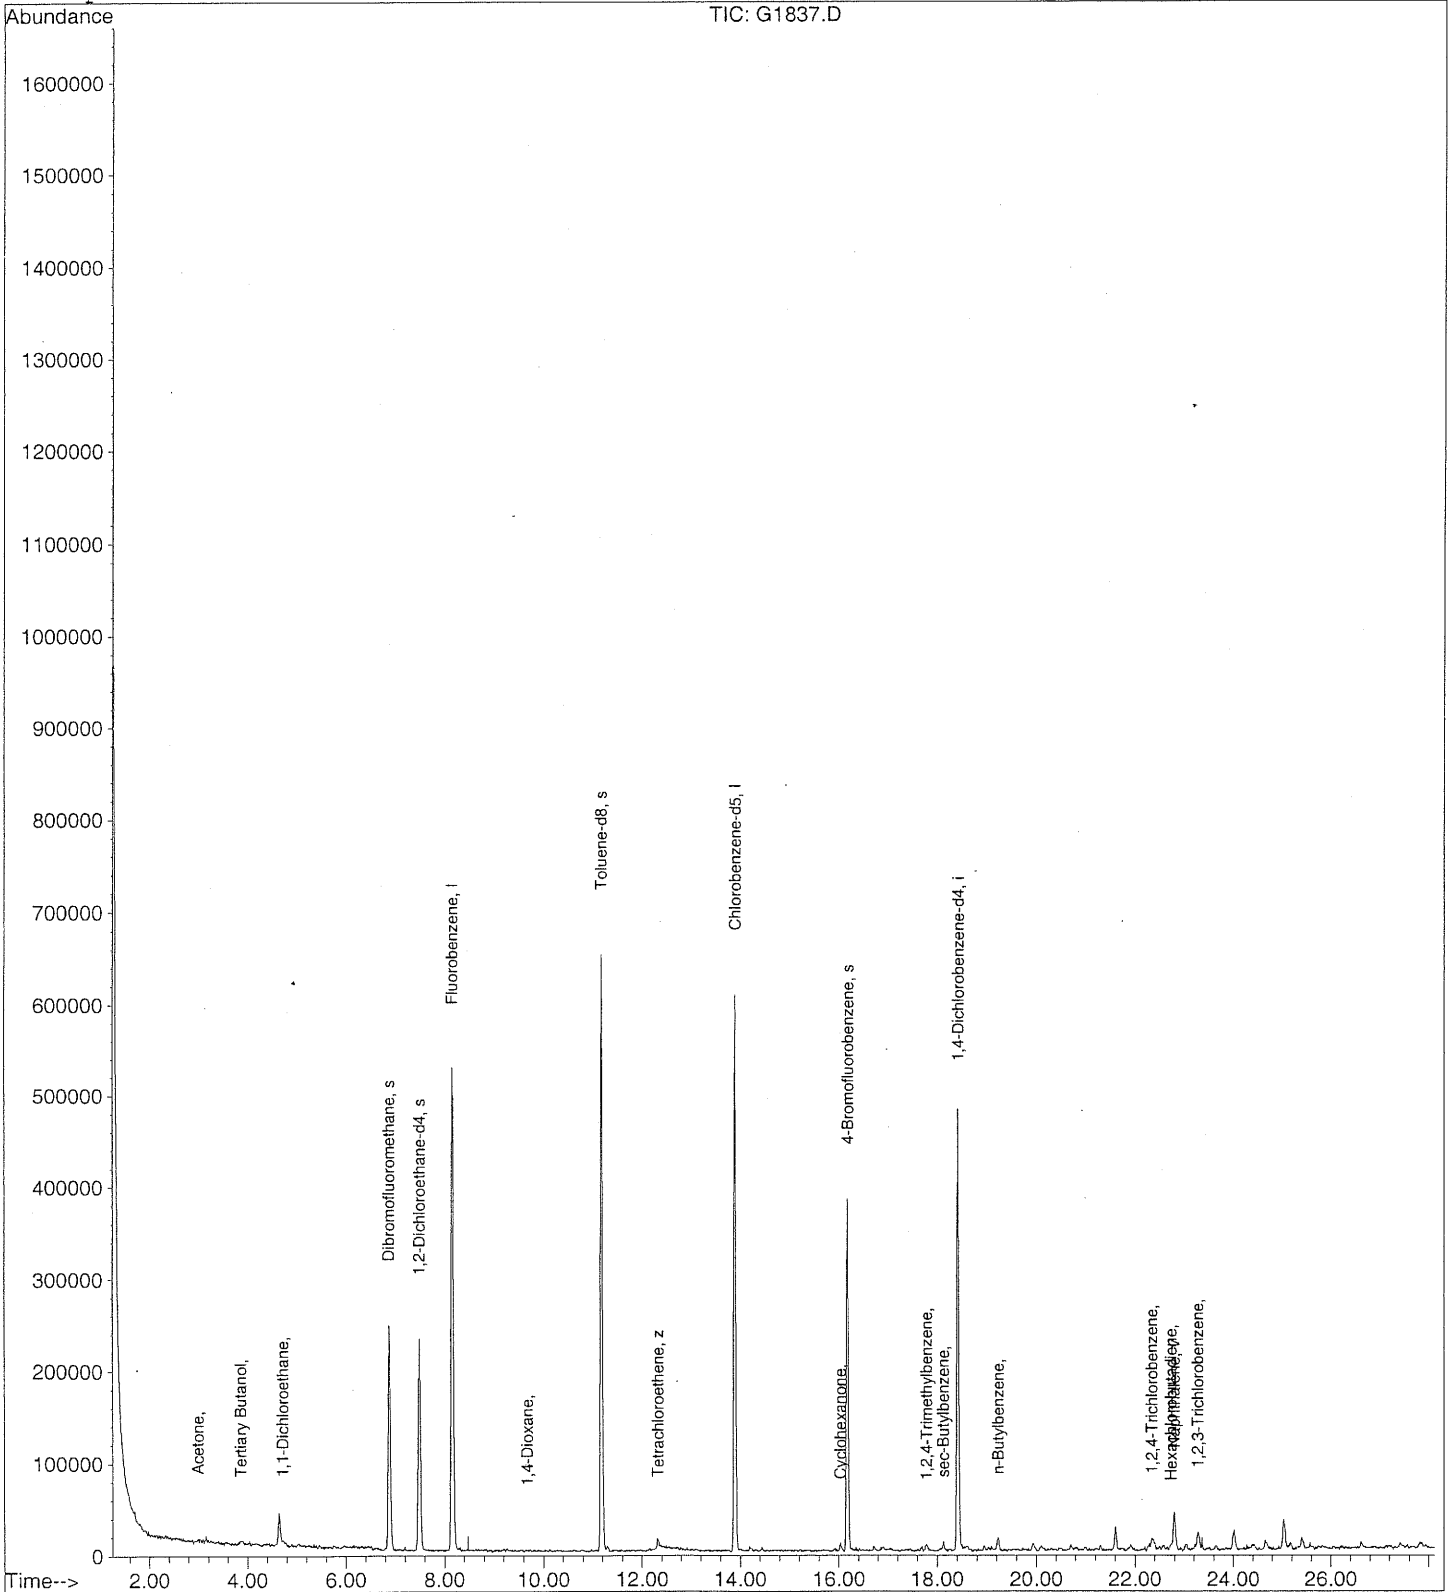 Abundance
TIC: G1837.D
1600000
1500000
1400000
1300000
1200000
1100000
1000000
900000
800000
700000
600000
500000
400000
300000
200000
100000
0
Acetone,
Tertiary Butanol,
1,1-Dichloroethane,
Dibromofluoromethane, s
1,2-Dichloroethane-d4, s
Fluorobenzene, I
1,4-Dioxane,
Toluene-d8, s
Tetrachloroethene, z
Chlorobenzene-d5, I
Cyclohexanone,
4-Bromofluorobenzene, s
1,2,4-Trimethylbenzene,
sec-Butylbenzene,
1,4-Dichlorobenzene-d4, i
n-Butylbenzene,
1,2,4-Trichlorobenzene,
Hexachlorobutadiene,
1,2,3-Trichlorobenzene,
Time--> 2.00 4.00 6.00 8.00 10.00 12.00 14.00 16.00 18.00 20.00 22.00 24.00 26.00